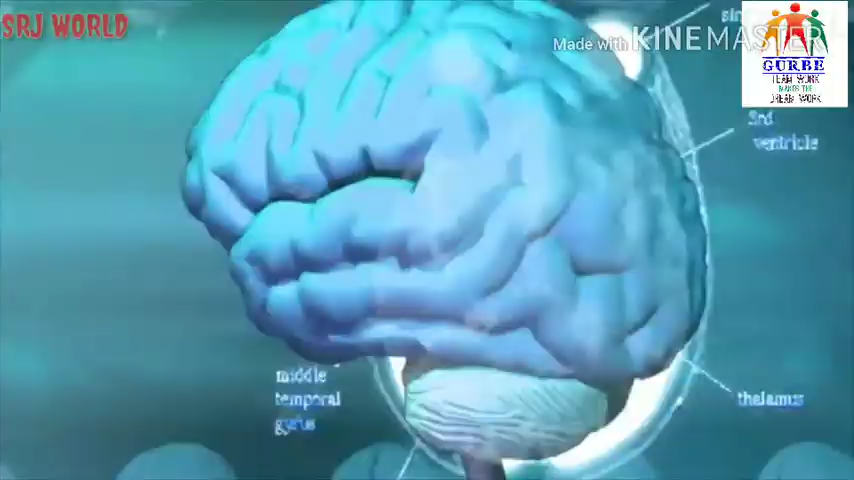 SRJ WORLD
Made with KINEMASTER
GURBE
TEAM WORK
MAKES THE
DREAM WORK
3rd
ventricle
middle
temporal
gyrus
thalamus